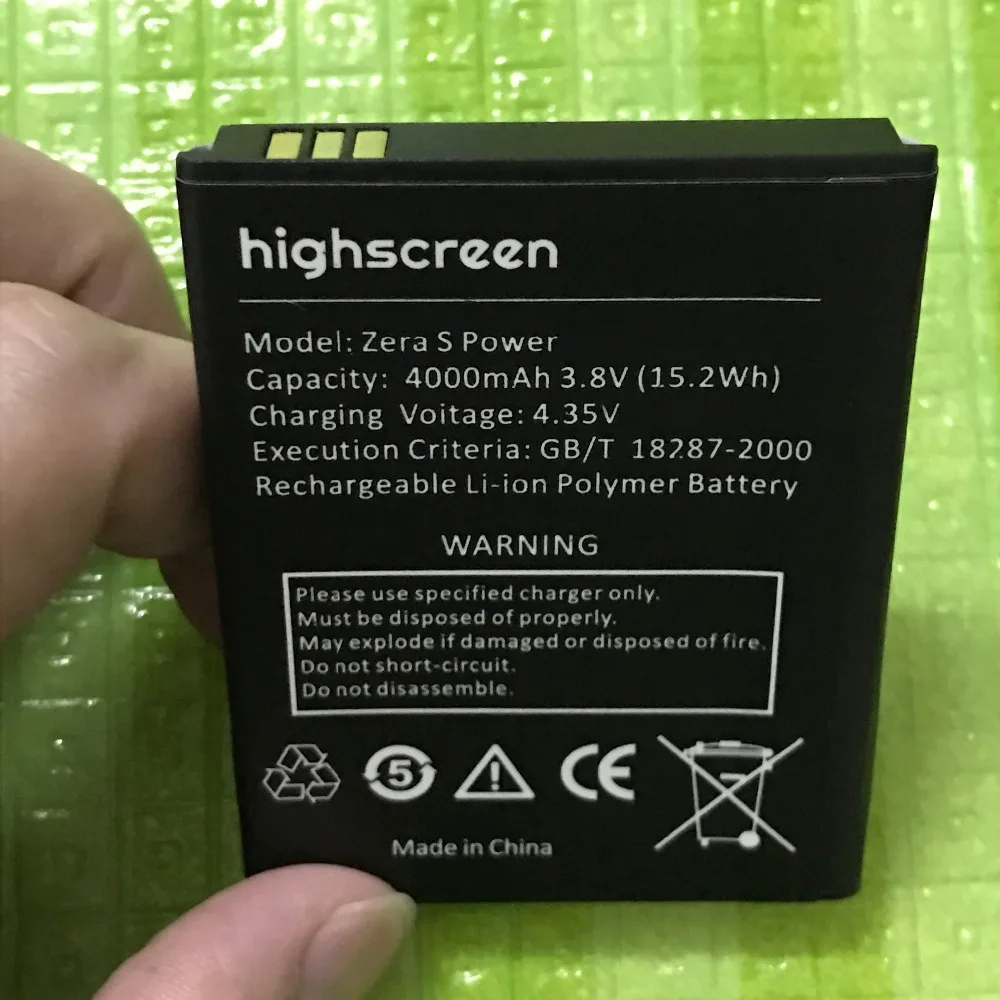 highscreen
Model: Zera S Power
Capacity: 4000mAh 3.8V (15.2Wh)
Charging Voitage: 4.35V
Execution Criteria: GB/T 18287-2000
Rechargeable Li-ion Polymer Battery
WARNING
Please use specified charger only.
Must be disposed of properly.
May explode if damaged or disposed of fire.
Do not short-circuit.
Do not disassemble.
5 ! CE
Made in China